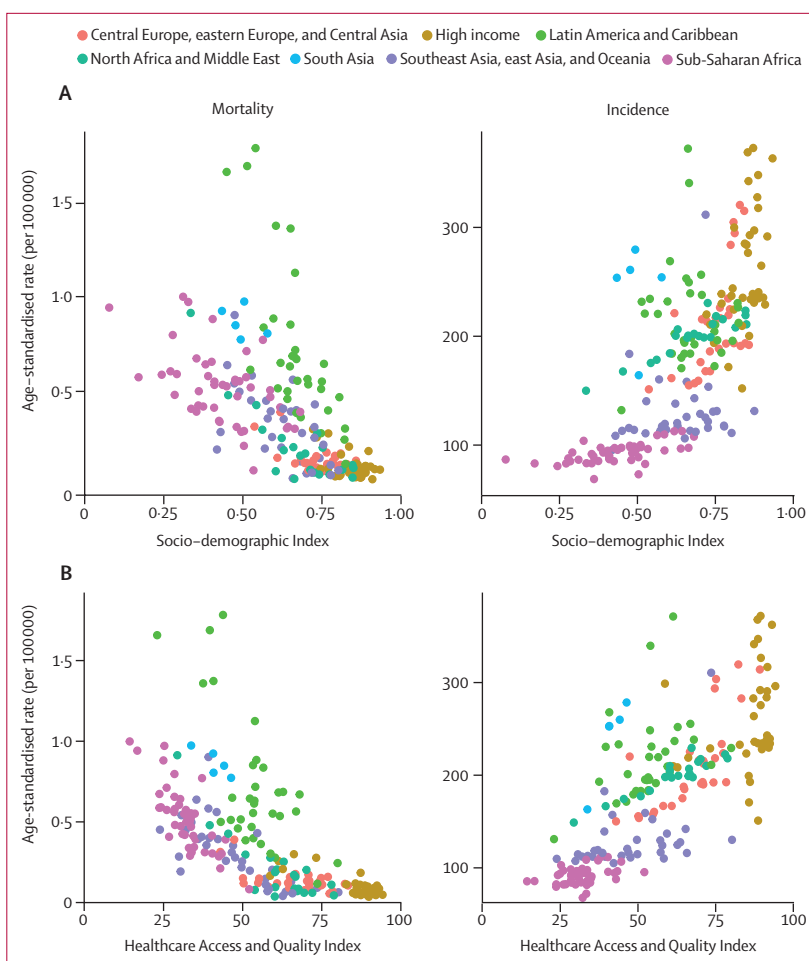 Central Europe, eastern Europe, and Central Asia High income Latin America and Caribbean
North Africa and Middle East South Asia Southeast Asia, east Asia, and Oceania Sub-Saharan Africa
A
Mortality Incidence
Age-standardised rate (per 100 000)
1·5
1·0
0·5
0
300
200
100
0 0·25 0·50 0·75 1·00
0 0·25 0·50 0·75 1·00
Socio-demographic Index Socio-demographic Index
B
Age-standardised rate (per 100 000)
1·5
1·0
0·5
0
300
200
100
0 25 50 75 100
0 25 50 75 100
Healthcare Access and Quality Index Healthcare Access and Quality Index